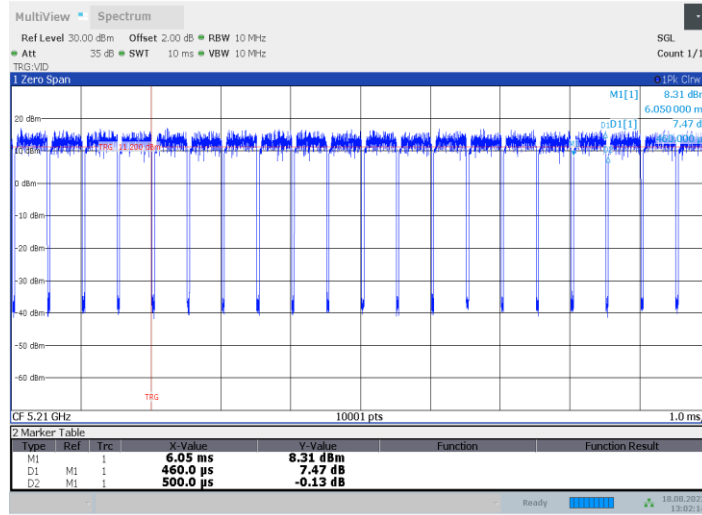 MultiView Spectrum
Ref Level 30.00 dBm Offset 2.00 dB RBW 10 MHz SGL
Att 35 dB SWT 10 ms VBW 10 MHz Count 1/1
TRG:VID
1 Zero Span 1Pk Clrw
M1[1] 8.31 dBm
6.050 000 m
20 dBm
D1[1] 7.47 d
10 dBm
TRG 11.200 dBm
0 dBm
-10 dBm
-20 dBm
-30 dBm
-40 dBm
-50 dBm
-60 dBm
TRG
CF 5.21 GHz 10001 pts 1.0 ms
2 Marker Table
Type Ref Trc X-Value Y-Value Function Function Result
M1 1 6.05 ms 8.31 dBm
D1 M1 1 460.0 µs 7.47 dB
D2 M1 1 500.0 µs -0.13 dB
Ready 18.08.202
13:02:1